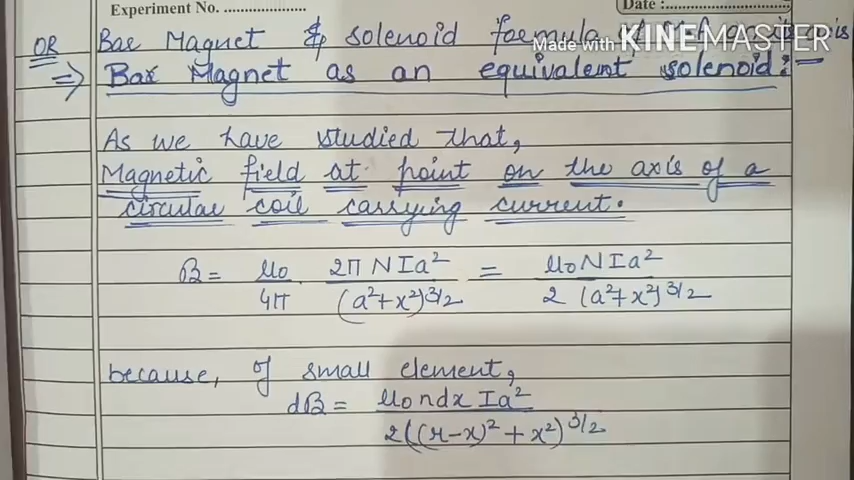 Experiment No. ....................
Date :..............................
OR Bar Magnet & solenoid formula
Made with KINEMASTER
⇒ Bar Magnet as an equivalent solenoid:-
As we have studied that,
Magnetic field at point on the axis of a
circular coil carrying current.
B = μ0/4π 2π N I a²/(a²+x²)3/2 = μ0 N I a²/2 (a²+x²)3/2
because, of small element,
dB = μ0 n dx I a²/2((r-x)² + x²)3/2